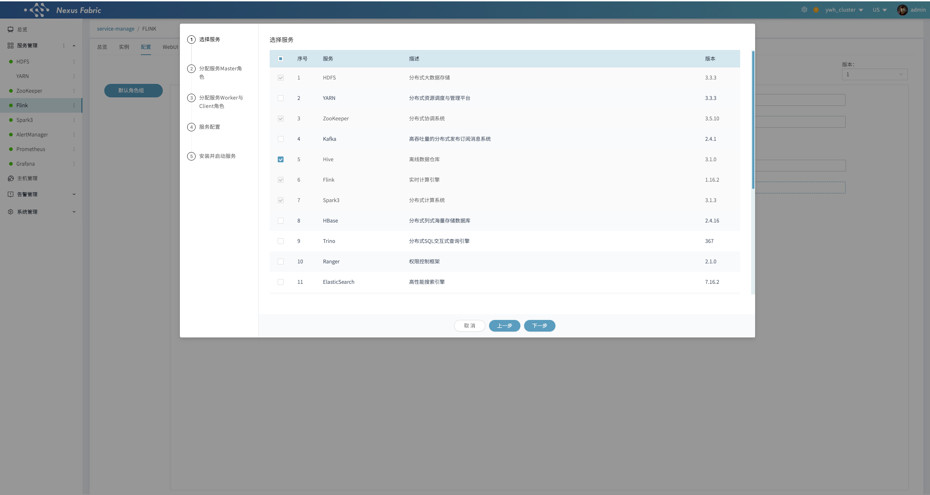 Nexus Fabric
ywk_cluster
US
admin
总览
服务管理
HDFS
YARN
ZooKeeper
Flink
Spark3
AlertManager
Prometheus
Grafana
主机管理
告警管理
系统管理
service-manage / FLINK
总览 实例 配置 WebUI
默认角色组
版本:
1
1 选择服务
2 分配服务Master角
色
3 分配服务Worker与
Client角色
4 服务配置
5 安装并启动服务
选择服务
序号 服务 描述 版本
1 HDFS 分布式大数据存储 3.3.3
2 YARN 分布式资源调度与管理平台 3.3.3
3 ZooKeeper 分布式协调系统 3.5.10
4 Kafka 高吞吐量的分布式发布订阅消息系统 2.4.1
5 Hive 离线数据仓库 3.1.0
6 Flink 实时计算引擎 1.16.2
7 Spark3 分布式计算系统 3.1.3
8 HBase 分布式列式海量存储数据库 2.4.16
9 Trino 分布式SQL交互式查询引擎 367
10 Ranger 权限控制框架 2.1.0
11 ElasticSearch 高性能搜索引擎 7.16.2
取 消 上一步 下一步